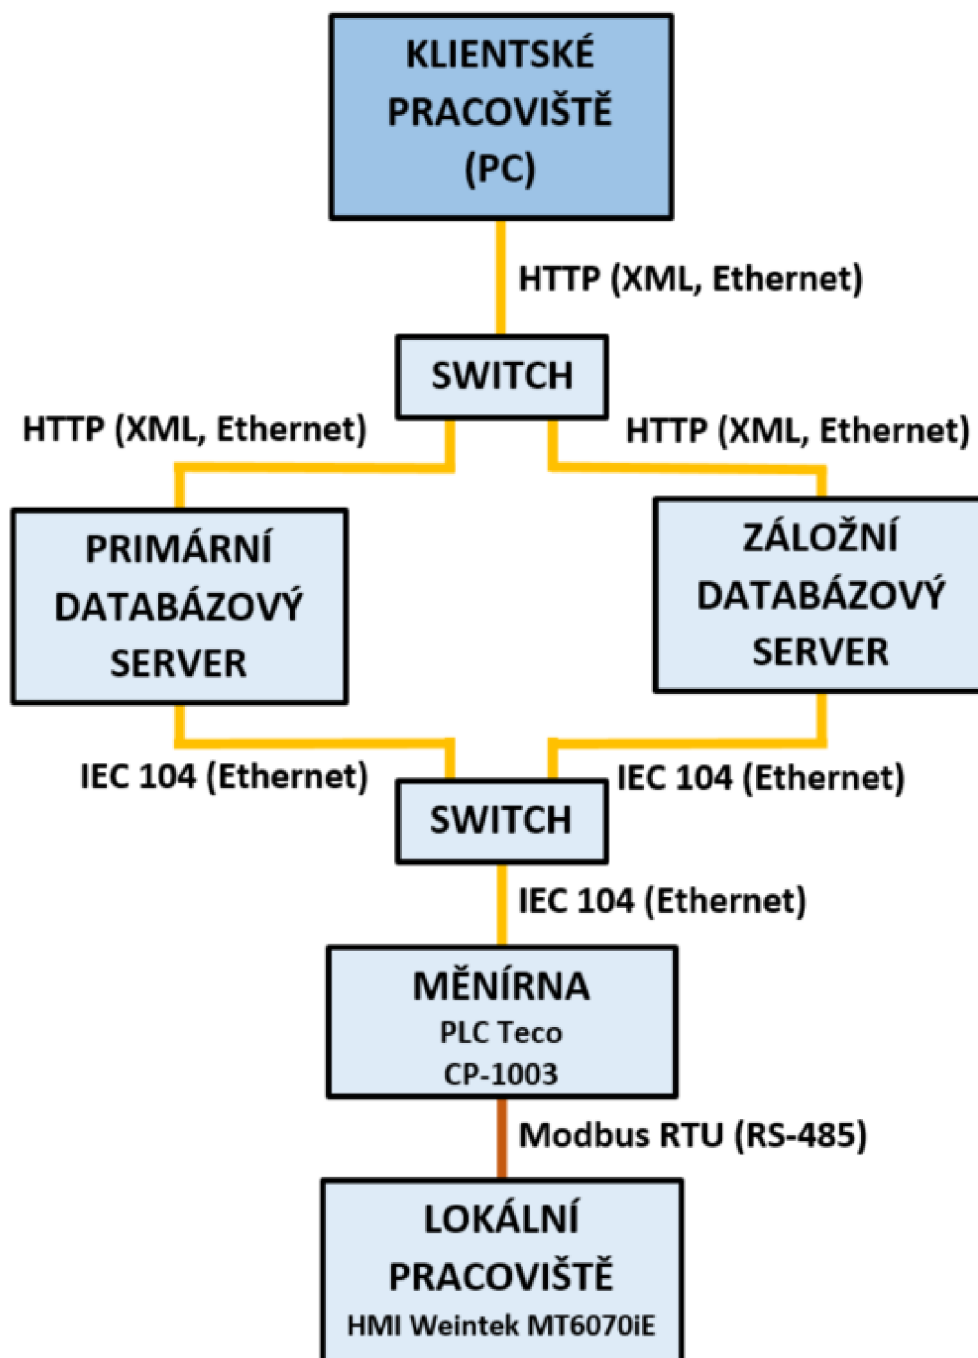 KLIENTSKÉ
PRACOVIŠTĚ
(PC)
HTTP (XML, Ethernet)
SWITCH
HTTP (XML, Ethernet)
HTTP (XML, Ethernet)
PRIMÁRNÍ
DATABÁZOVÝ
SERVER
ZÁLOŽNÍ
DATABÁZOVÝ
SERVER
IEC 104 (Ethernet)
IEC 104 (Ethernet)
SWITCH
IEC 104 (Ethernet)
MĚNÍRNA
PLC Teco
CP-1003
Modbus RTU (RS-485)
LOKÁLNÍ
PRACOVIŠTĚ
HMI Weintek MT6070iE